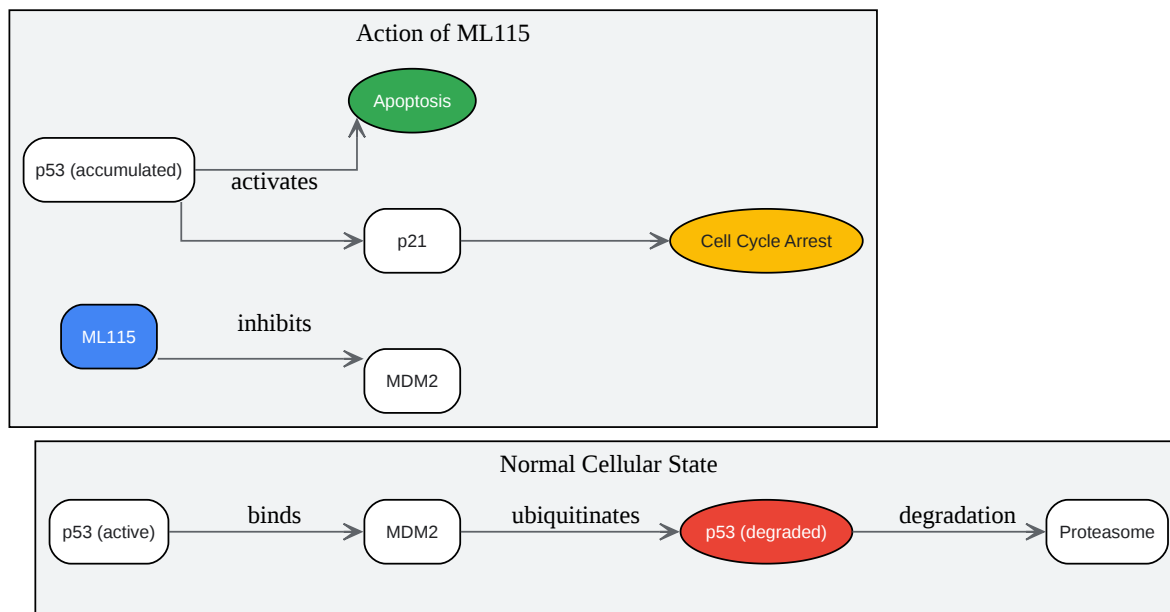 Action of ML115
Apoptosis
p53 (accumulated)
activates
p21
Cell Cycle Arrest
inhibits
ML115
MDM2
Normal Cellular State
p53 (active)
binds
MDM2
ubiquitinates
p53 (degraded)
degradation
Proteasome